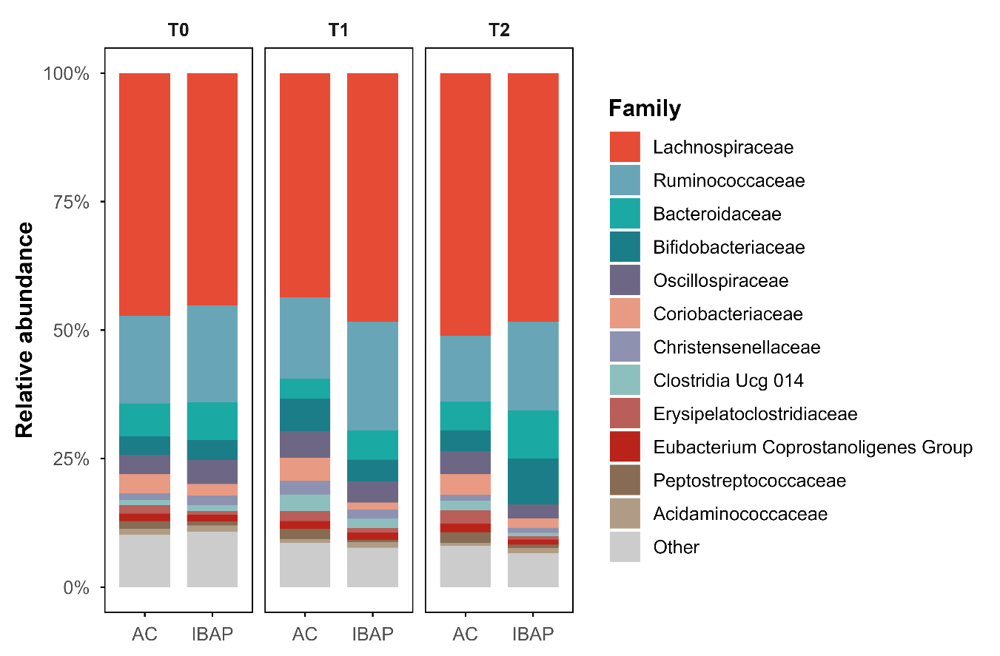 T0 T1 T2
100%
75%
50%
25%
0%
Relative abundance
AC IBAP AC IBAP AC IBAP
Family
Lachnospiraceae
Ruminococcaceae
Bacteroidaceae
Bifidobacteriaceae
Oscillospiraceae
Coriobacteriaceae
Christensenellaceae
Clostridia Ucg 014
Erysipelatoclostridiaceae
Eubacterium Coprostanoligenes Group
Peptostreptococcaceae
Acidaminococcaceae
Other